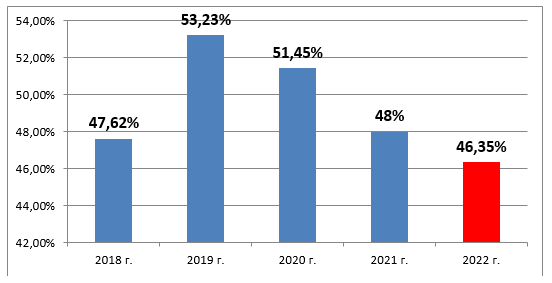 54,00%
52,00%
50,00%
48,00%
46,00%
44,00%
42,00%
47,62%
53,23%
51,45%
48%
46,35%
2018 г.
2019 г.
2020 г.
2021 г.
2022 г.